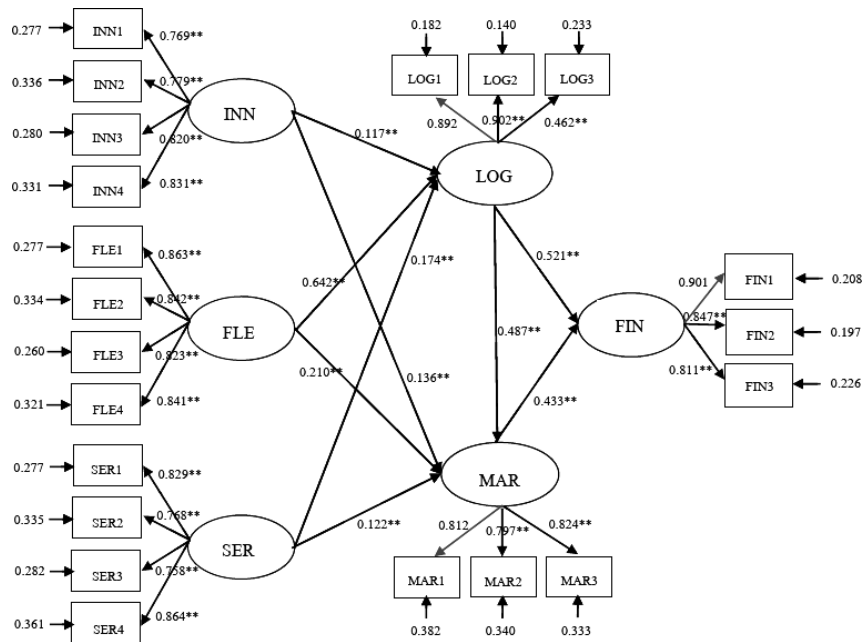 0.182 0.140 0.233
0.277 INN1
0.769**
0.336 INN2
0.779**
0.280 INN3
0.820**
0.331 INN4
0.831**
INN
LOG1 LOG2 LOG3
0.892 0.902** 0.462**
0.117**
LOG
0.277 FLE1
0.863**
0.334 FLE2
0.842**
0.260 FLE3
0.823**
0.321 FLE4
0.841**
FLE
0.642**
0.174**
0.521**
0.487**
0.210**
0.136**
0.433**
FIN
0.901 FIN1 0.208
0.847** FIN2 0.197
0.811** FIN3 0.226
0.277 SER1
0.829**
0.335 SER2
0.768**
0.282 SER3
0.758**
0.361 SER4
0.864**
SER
0.122**
MAR
0.812 0.797** 0.824**
MAR1 MAR2 MAR3
0.382 0.340 0.333